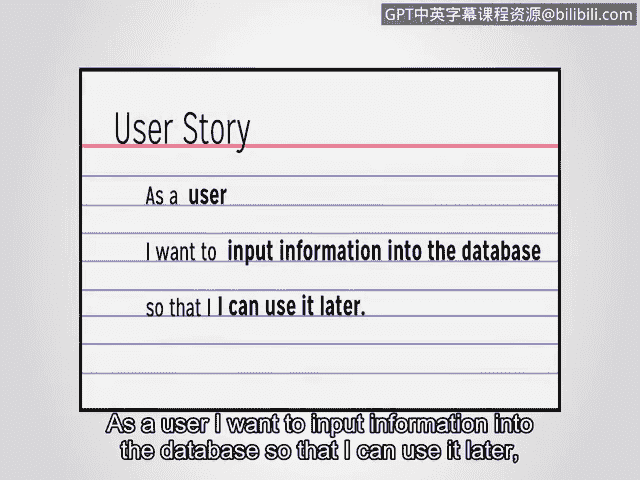 GPT中英字幕课程资源@bilibili.com
User Story
As a user
I want to input information into the database
so that I I can use it later.
As a user I want to input information into
the database so that I can use it later,